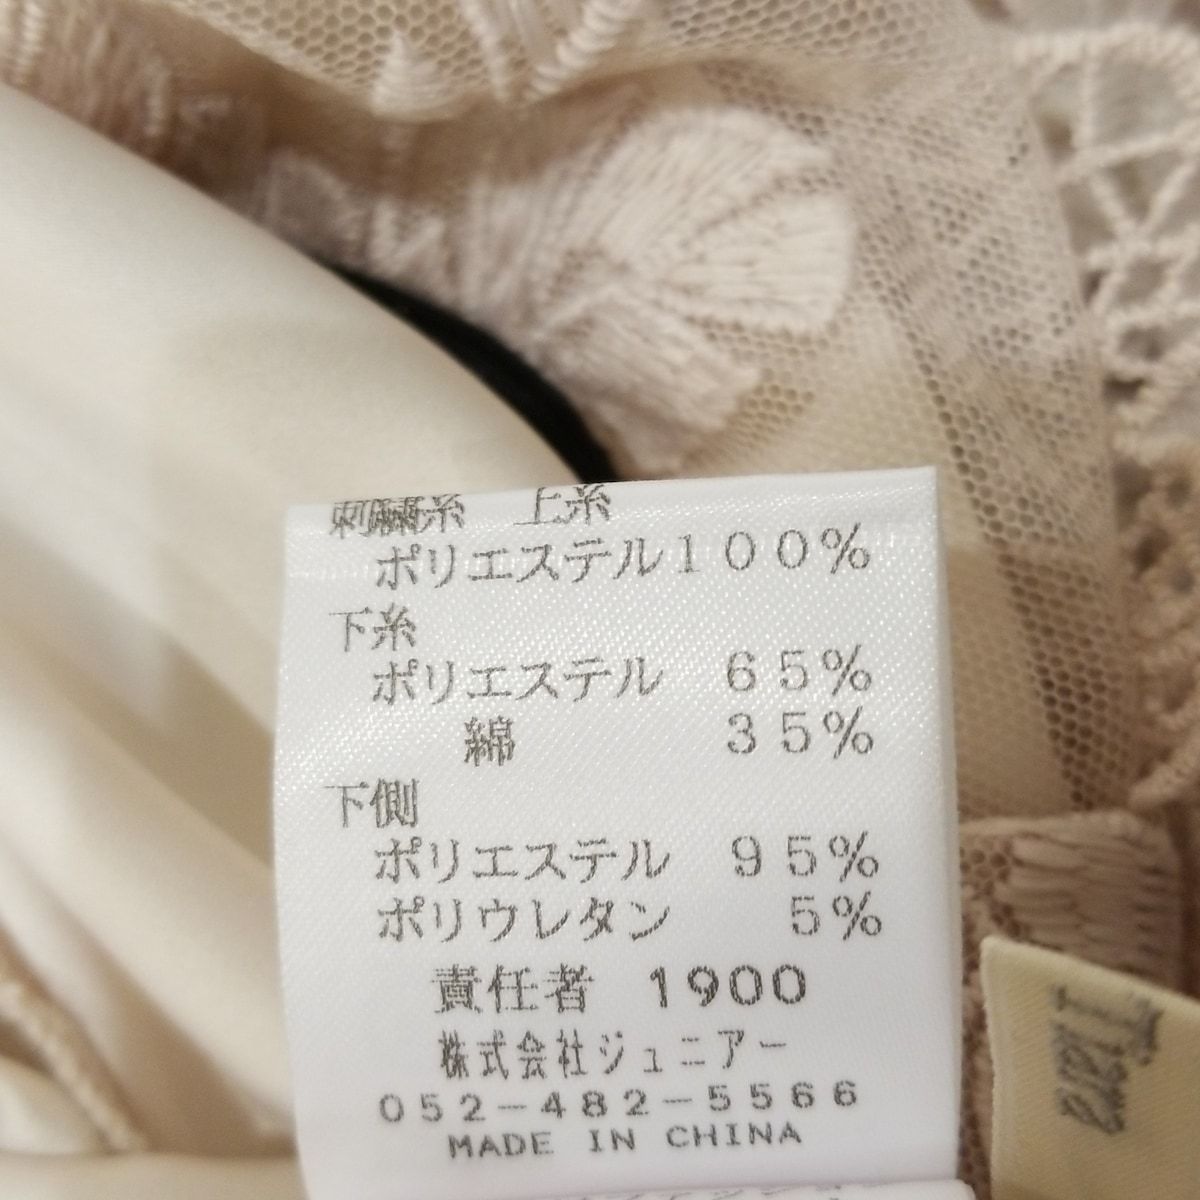 刺繍糸　上糸
ポリエステル100%
下糸
ポリエステル　65%
綿　35%
下側
ポリエステル　95%
ポリウレタン　5%
責任者　1900
株式会社ジュニアー
052-482-5566
MADE IN CHINA